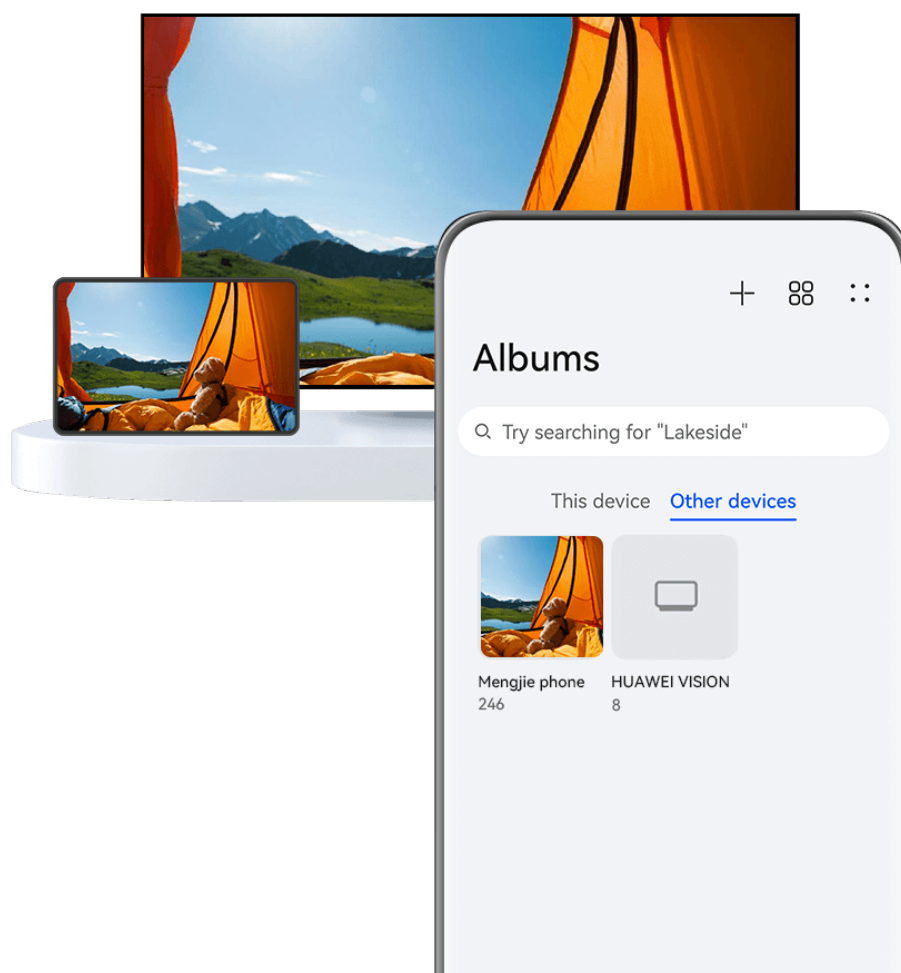 Albums
Try searching for "Lakeside"
This device Other devices
Mengjie phone HUAWEI VISION
246 8